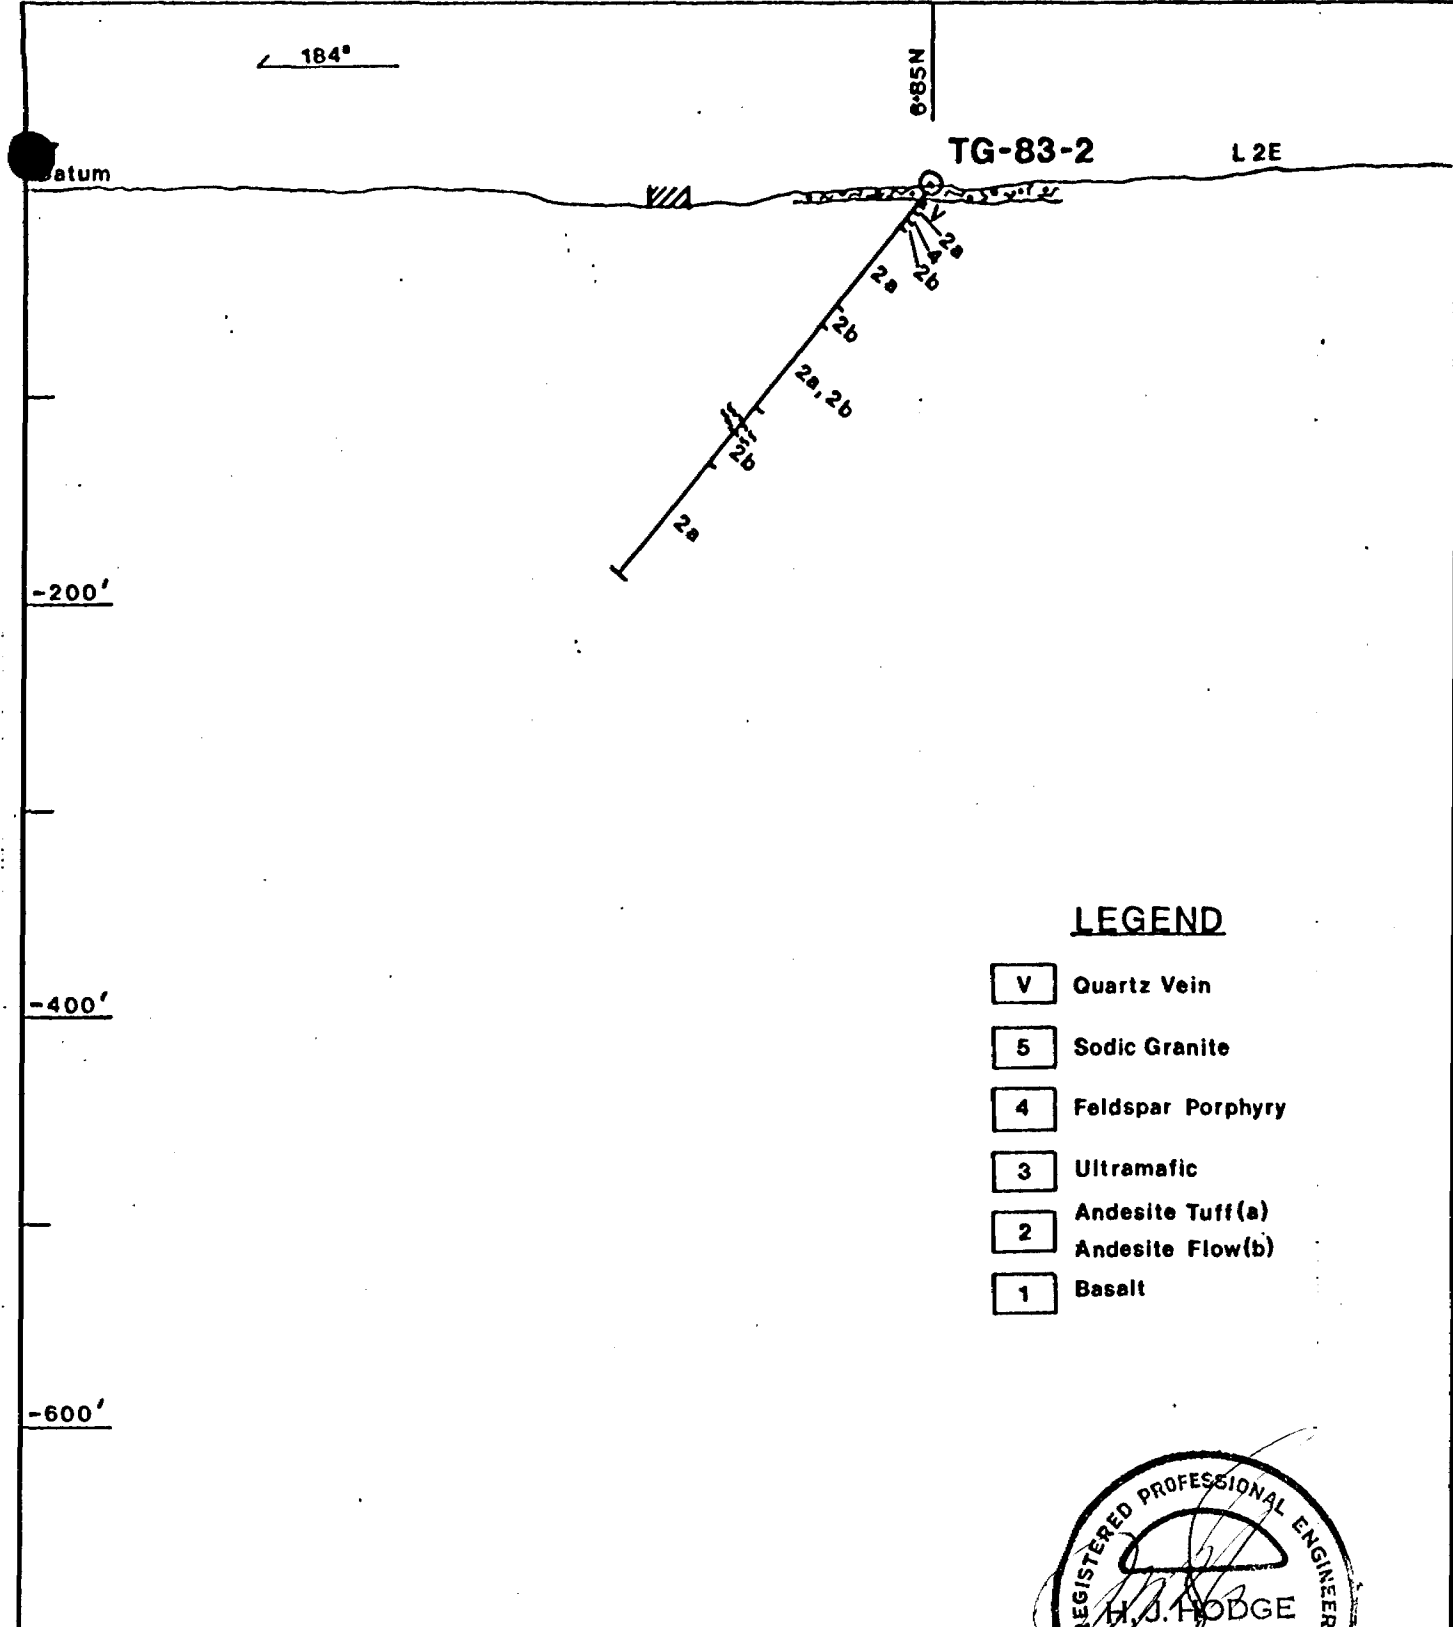 184°
6+85N
TG-83-2
L 2E
atum
V
2a
4
2b
2a
2b
2a, 2b
2b
2a
-200'
-400'
-600'
LEGEND
V Quartz Vein
5 Sodic Granite
4 Feldspar Porphyry
3 Ultramafic
2 Andesite Tuff(a)
Andesite Flow(b)
1 Basalt
REGISTERED PROFESSIONAL ENGINEER
H. J. HODGE